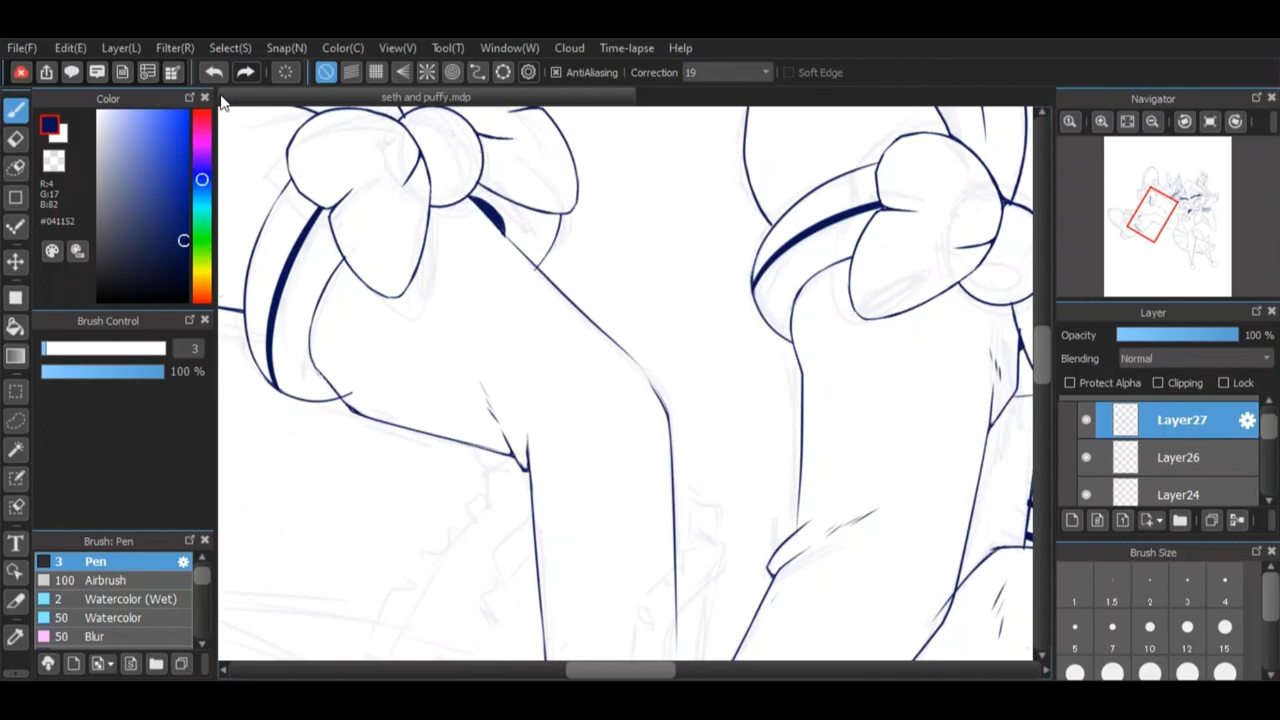 File(F) Edit(E) Layer(L) Filter(R) Select(S) Snap(N) Color(C) View(V) Tool(T) Window(W) Cloud Time-lapse Help
AntiAliasing Correction 19 Soft Edge
Color
seth and puffy.mdp
Navigator
R:4
G:17
B:82
#041152
Brush Control
3
100 %
Layer
Opacity 100 %
Blending Normal
Protect Alpha Clipping Lock
Layer27
Layer26
Layer24
Brush: Pen
3 Pen
100 Airbrush
2 Watercolor (Wet)
50 Watercolor
50 Blur
T
Brush Size
1 1.5 2 3 4
5 7 10 12 15